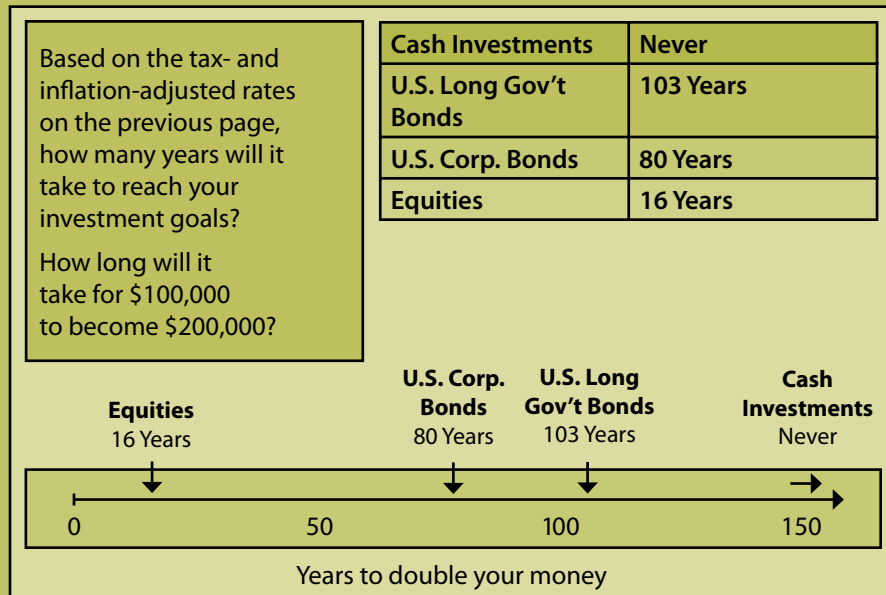 Based on the tax- and
inflation-adjusted rates
on the previous page,
how many years will it
take to reach your
investment goals?
How long will it
take for $100,000
to become $200,000?
Cash Investments Never
U.S. Long Gov't 103 Years
Bonds
U.S. Corp. Bonds 80 Years
Equities 16 Years
Equities
16 Years
U.S. Corp.
Bonds
80 Years
U.S. Long
Gov't Bonds
103 Years
Cash
Investments
Never
0 50 100 150
Years to double your money